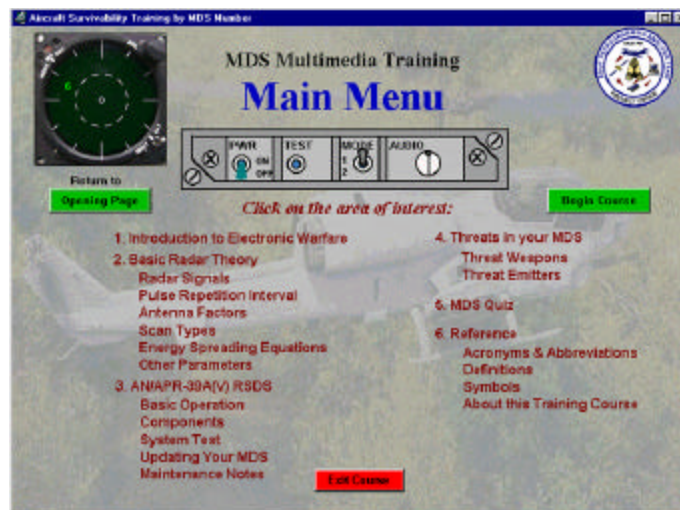 Aircraft Survivability Training by MDS Number
MDS Multimedia Training
Main Menu
6
PWR
ON
OFF
TEST
MODE
1
2
AUDIO
Return to
Opening Page
Begin Course
Click on the area of interest:
1. Introduction to Electronic Warfare
2. Basic Radar Theory
Radar Signals
Pulse Repetition Interval
Antenna Factors
Scan Types
Energy Spreading Equations
Other Parameters
3. AN/APR-39A(V) RSDS
Basic Operation
Components
System Test
Updating Your MDS
Maintenance Notes
4. Threats in your MDS
Threat Weapons
Threat Emitters
5. MDS Quiz
6. Reference
Acronyms & Abbreviations
Definitions
Symbols
About this Training Course
Exit Course